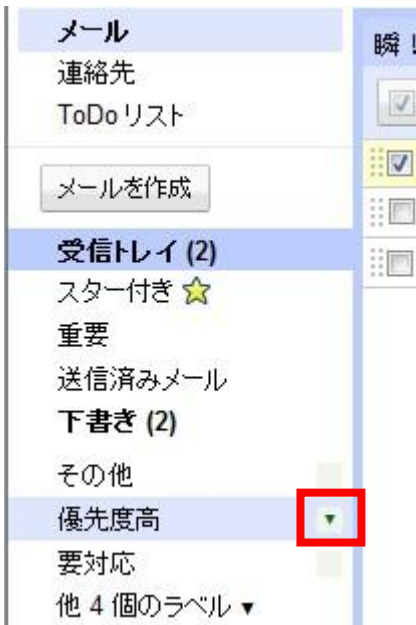 メール
連絡先
ToDo リスト
瞬！
メールを作成
受信トレイ (2)
スター付き
重要
送信済みメール
下書き (2)
その他
優先度高
要対応
他 4 個のラベル ▼